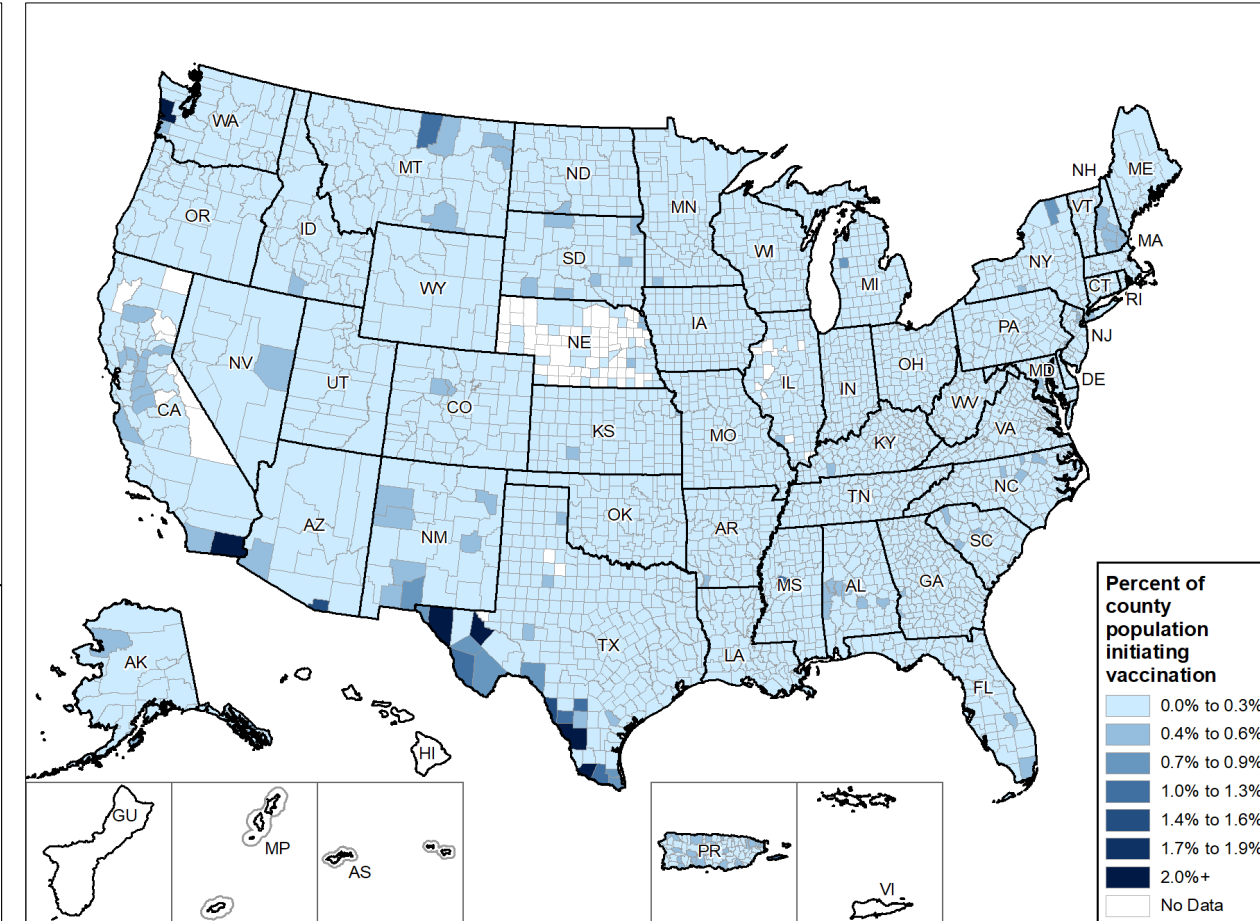 WA
MT
ND
MN
OR
ID
SD
WI
MI
NH
ME
VT
MA
NY
CT
RI
WY
NE
IA
PA
NJ
NV
UT
CO
CA
KS
MO
IL
IN
OH
MD
DE
WV
KY
VA
AZ
NM
OK
AR
TN
NC
SC
TX
LA
MS
AL
GA
FL
AK
HI
GU
MP
AS
PR
VI
Percent of
county
population
initiating
vaccination
0.0% to 0.3%
0.4% to 0.6%
0.7% to 0.9%
1.0% to 1.3%
1.4% to 1.6%
1.7% to 1.9%
2.0%+
No Data